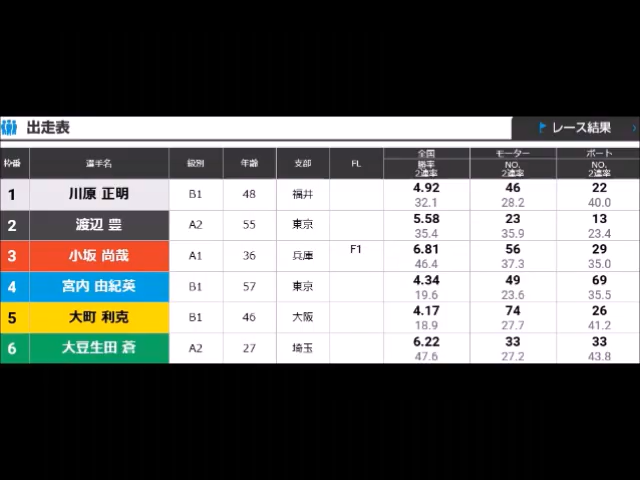 出走表
レース結果
枠番 選手名 級別 年齢 支部 FL 全国 勝率 2連率 モーター NO. 2連率 ボート NO. 2連率
1 川原 正明 B1 48 福井 4.92 32.1 46 28.2 22 40.0
2 渡辺 豊 A2 55 東京 5.58 35.4 23 35.9 13 23.4
3 小坂 尚哉 A1 36 兵庫 F1 6.81 46.4 56 37.3 29 35.0
4 宮内 由紀英 B1 57 東京 4.34 19.6 49 23.6 69 35.5
5 大町 利克 B1 46 大阪 4.17 18.9 74 27.7 26 41.2
6 大豆生田 蒼 A2 27 埼玉 6.22 47.6 33 27.2 33 43.8